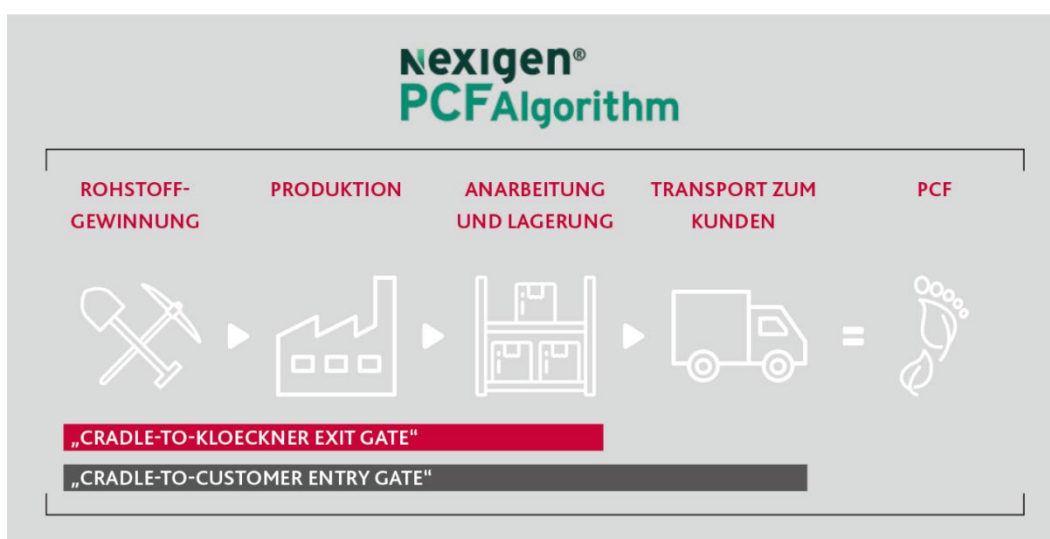 Nexigen®
PCFAlgorithm
ROHSTOFF-
GEWINNUNG
PRODUKTION
ANARBEITUNG
UND LAGERUNG
TRANSPORT ZUM
KUNDEN
PCF
=
„CRADLE-TO-KLOECKNER EXIT GATE“
„CRADLE-TO-CUSTOMER ENTRY GATE“